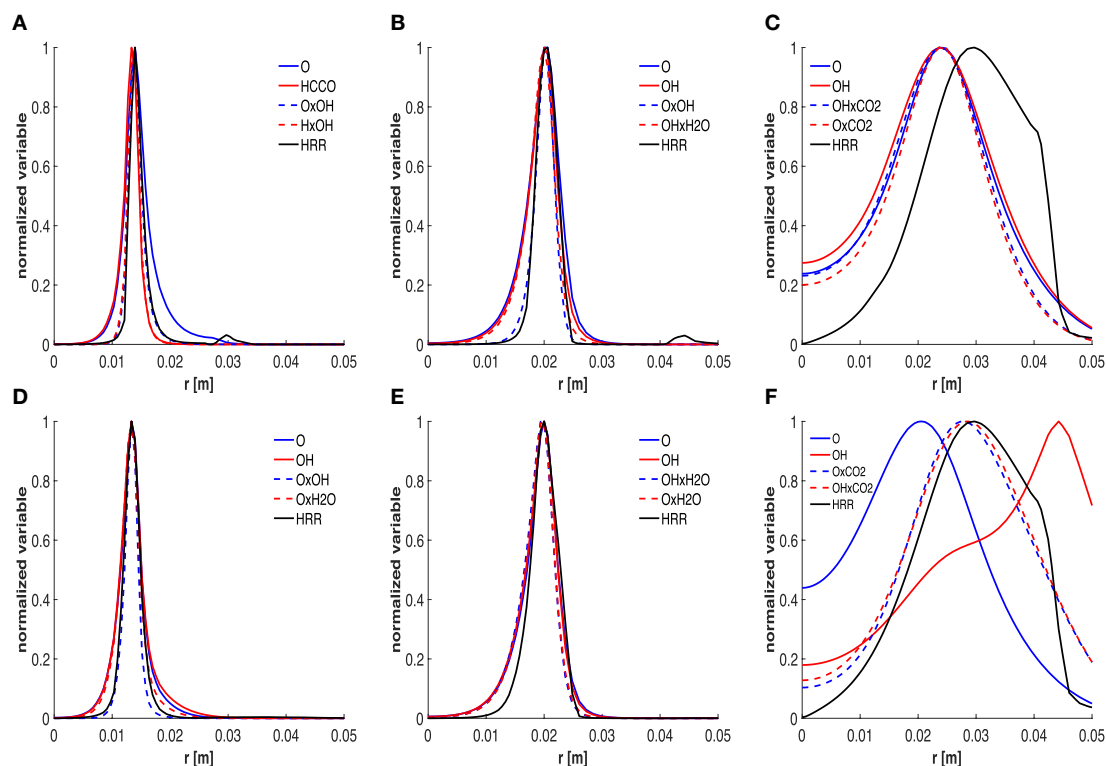 A
normalized variable
1
0.8
0.6
0.4
0.2
0
0
0.01
0.02
0.03
0.04
0.05
r [m]
O
HCCO
OxOH
HxOH
HRR
B
normalized variable
1
0.8
0.6
0.4
0.2
0
0
0.01
0.02
0.03
0.04
0.05
r [m]
O
OH
OxOH
OHxH2O
HRR
C
normalized variable
1
0.8
0.6
0.4
0.2
0
0
0.01
0.02
0.03
0.04
0.05
r [m]
O
OH
OHxCO2
OxCO2
HRR
D
normalized variable
1
0.8
0.6
0.4
0.2
0
0
0.01
0.02
0.03
0.04
0.05
r [m]
O
OH
OxOH
OxH2O
HRR
E
normalized variable
1
0.8
0.6
0.4
0.2
0
0
0.01
0.02
0.03
0.04
0.05
r [m]
O
OH
OHxH2O
OxH2O
HRR
F
normalized variable
1
0.8
0.6
0.4
0.2
0
0
0.01
0.02
0.03
0.04
0.05
r [m]
O
OH
OxCO2
OHxCO2
HRR